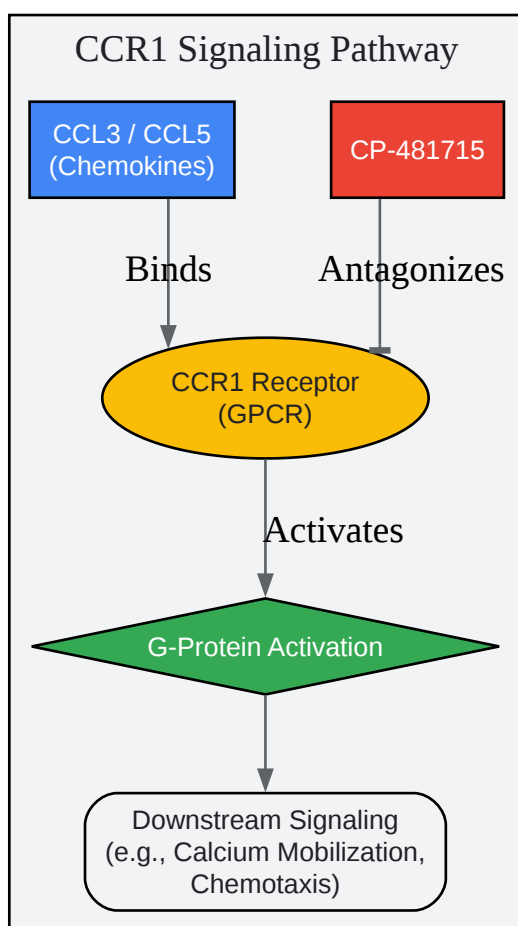 CCR1 Signaling Pathway
CCL3 / CCL5
(Chemokines)
CP-481715
Binds
Antagonizes
CCR1 Receptor
(GPCR)
Activates
G-Protein Activation
Downstream Signaling
(e.g., Calcium Mobilization,
Chemotaxis)